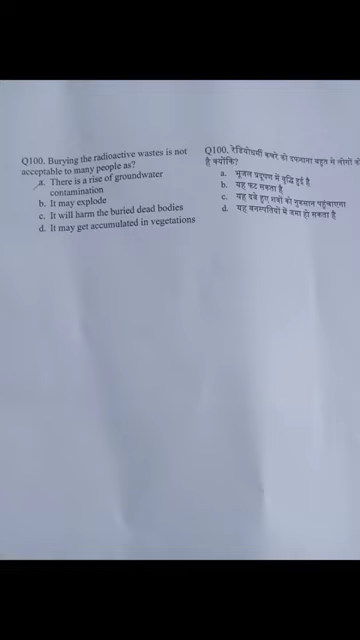 Q100. Burying the radioactive wastes is not
acceptable to many people as?
a. There is a rise of groundwater
contamination
b. It may explode
c. It will harm the buried dead bodies
d. It may get accumulated in vegetations
Q100. रेडियोधर्मी कचरे को दफनाना बहुत से लोगों को
है क्योंकि?
a. भूजल प्रदूषण में वृद्धि हुई है
b. यह फट सकता है
c. यह दबे हुए शवों को नुकसान पहुंचाएगा
d. यह वनस्पतियों में जमा हो सकता है